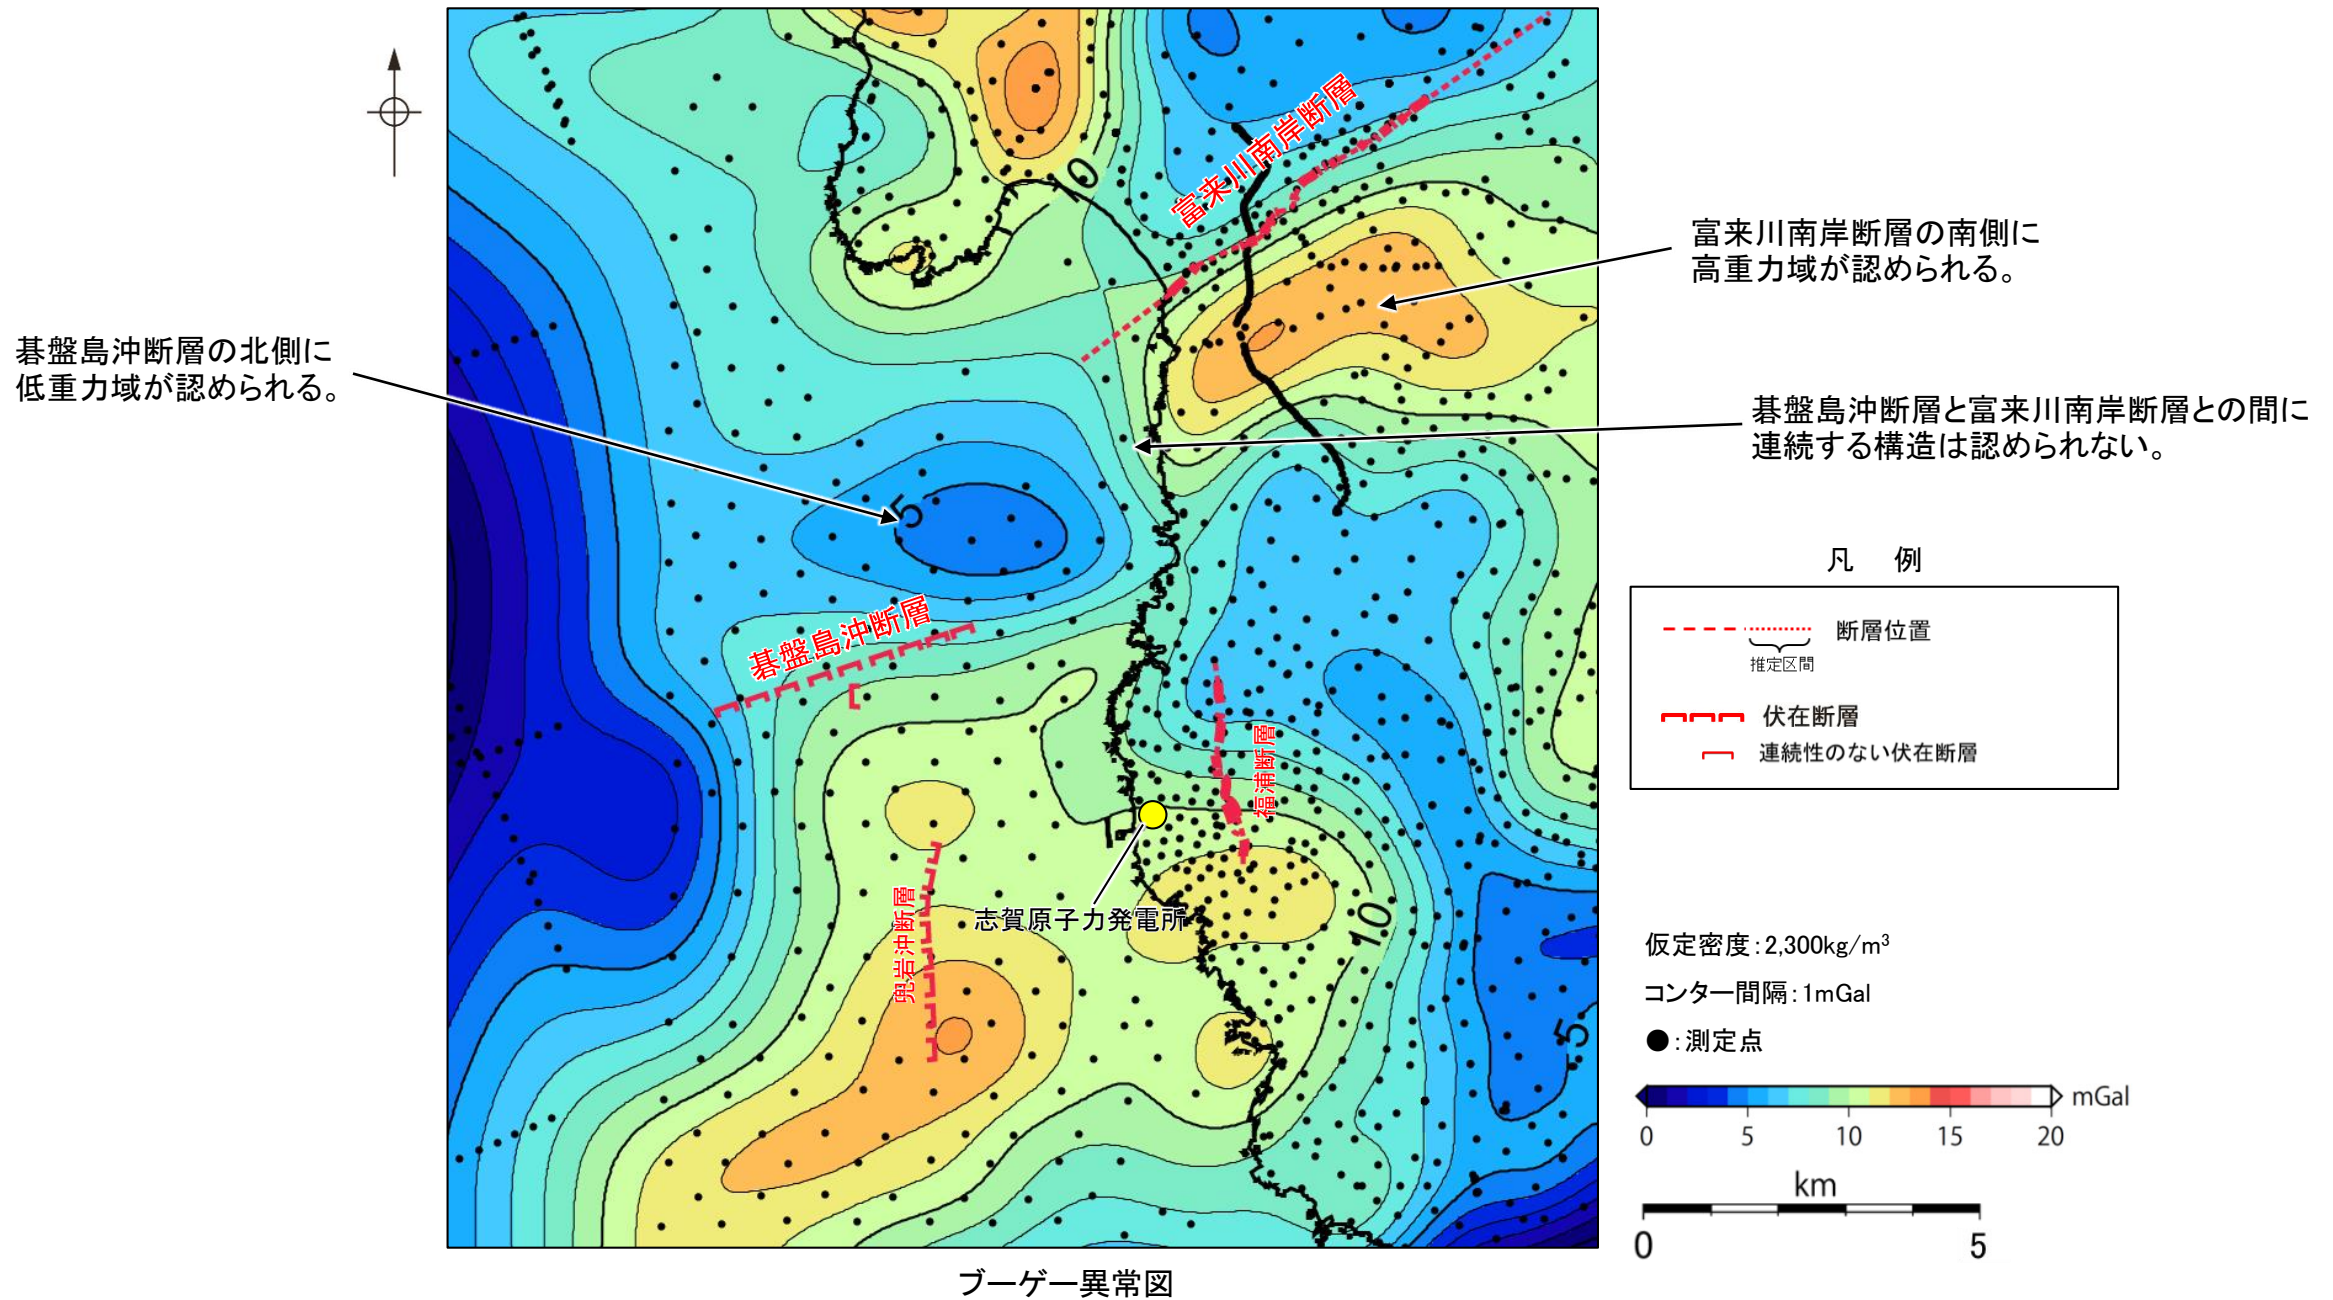 富来川南岸断層
富来川南岸断層の南側に
高重力域が認められる。
碁盤島沖断層の北側に
低重力域が認められる。
碁盤島沖断層と富来川南岸断層との間に
連続する構造は認められない。
0
5
碁盤島沖断層
福浦断層
兜岩沖断層
志賀原子力発電所
10
5
凡 例
断層位置
推定区間
伏在断層
連続性のない伏在断層
仮定密度:2,300kg/m³
コンター間隔:1mGal
●:測定点
mGal
0 5 10 15 20
km
0 5
ブーゲー異常図